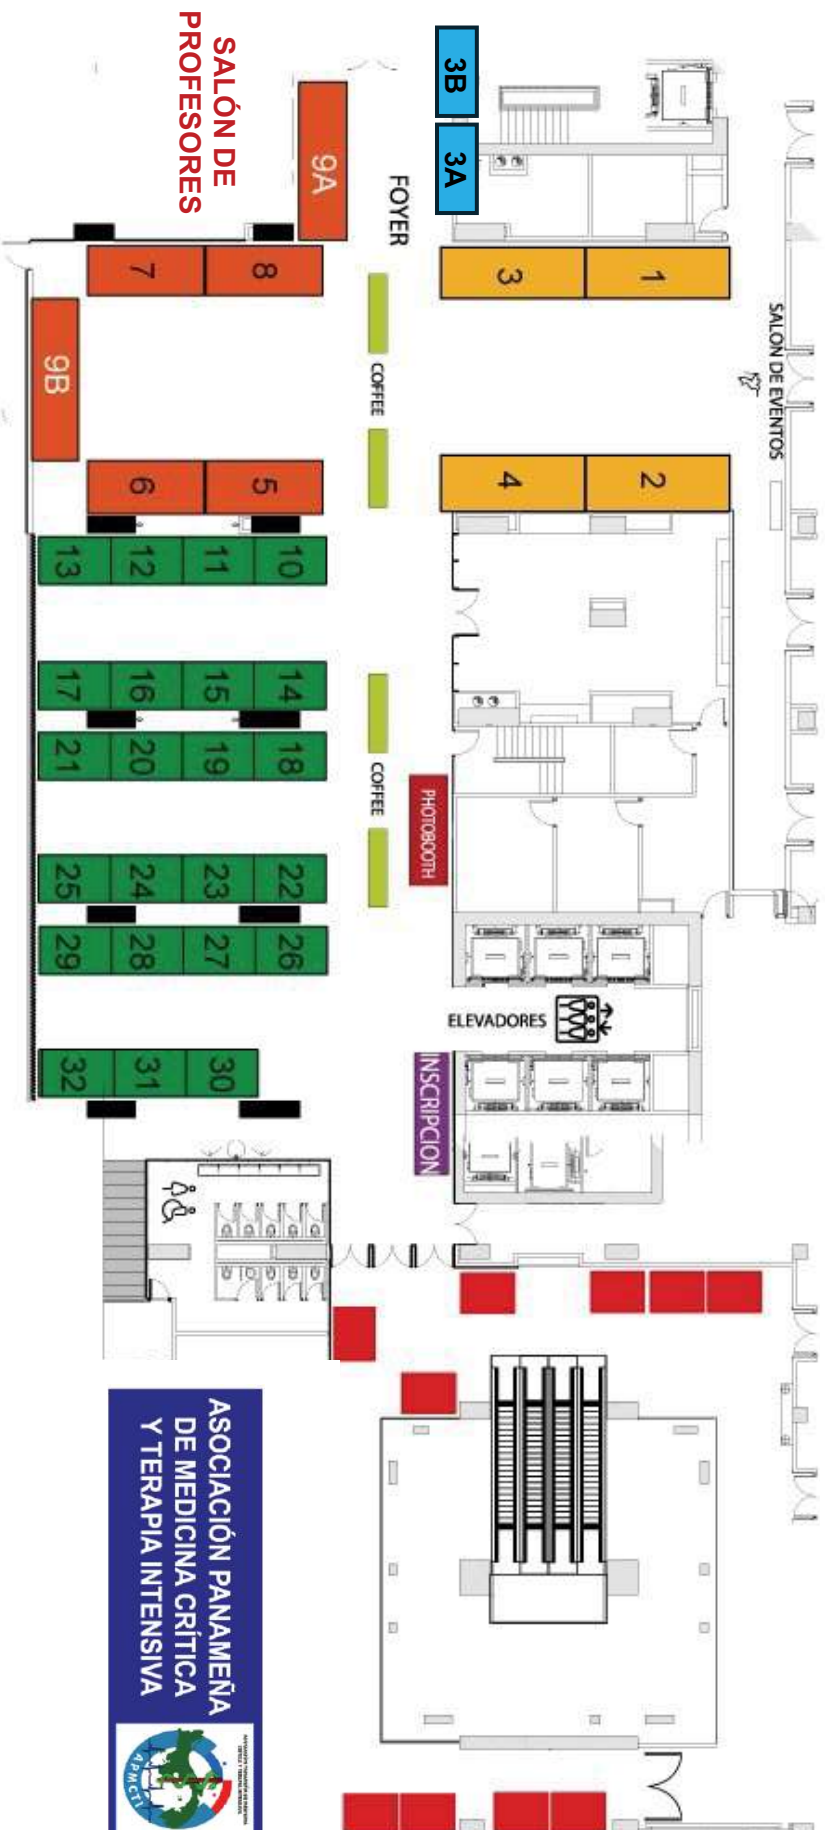 SALÓN DE
PROFESORES
3B
3A
9A
FOYER
7
8
3
1
9B
COFFEE
SALON DE EVENTOS
6
5
4
2
13
12
11
10
17
16
15
14
21
20
19
18
COFFEE
PHOTOBOOTH
25
24
23
22
29
28
27
26
ELEVADORES
32
31
30
INSCRIPCION
ASOCIACIÓN PANAMEÑA
DE MEDICINA CRÍTICA
Y TERAPIA INTENSIVA